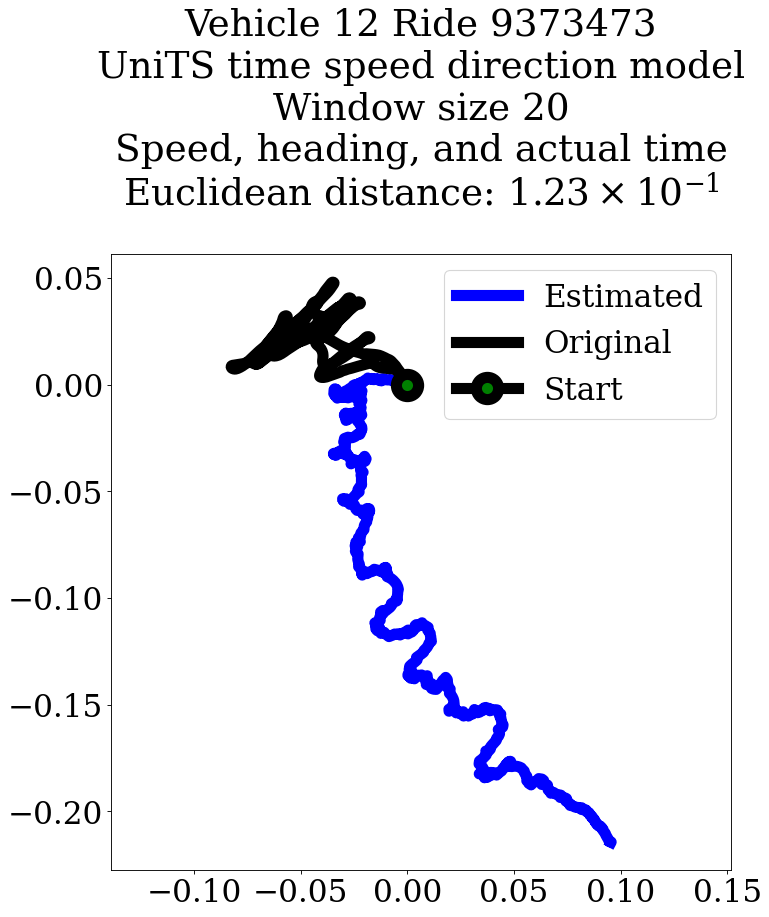 Vehicle 12 Ride 9373473
UniTS time speed direction model
Window size 20
Speed, heading, and actual time
Euclidean distance: 1.23 × 10⁻¹
Estimated
Original
Start
0.05
0.00
−0.05
−0.10
−0.15
−0.20
−0.10 −0.05 0.00 0.05 0.10 0.15